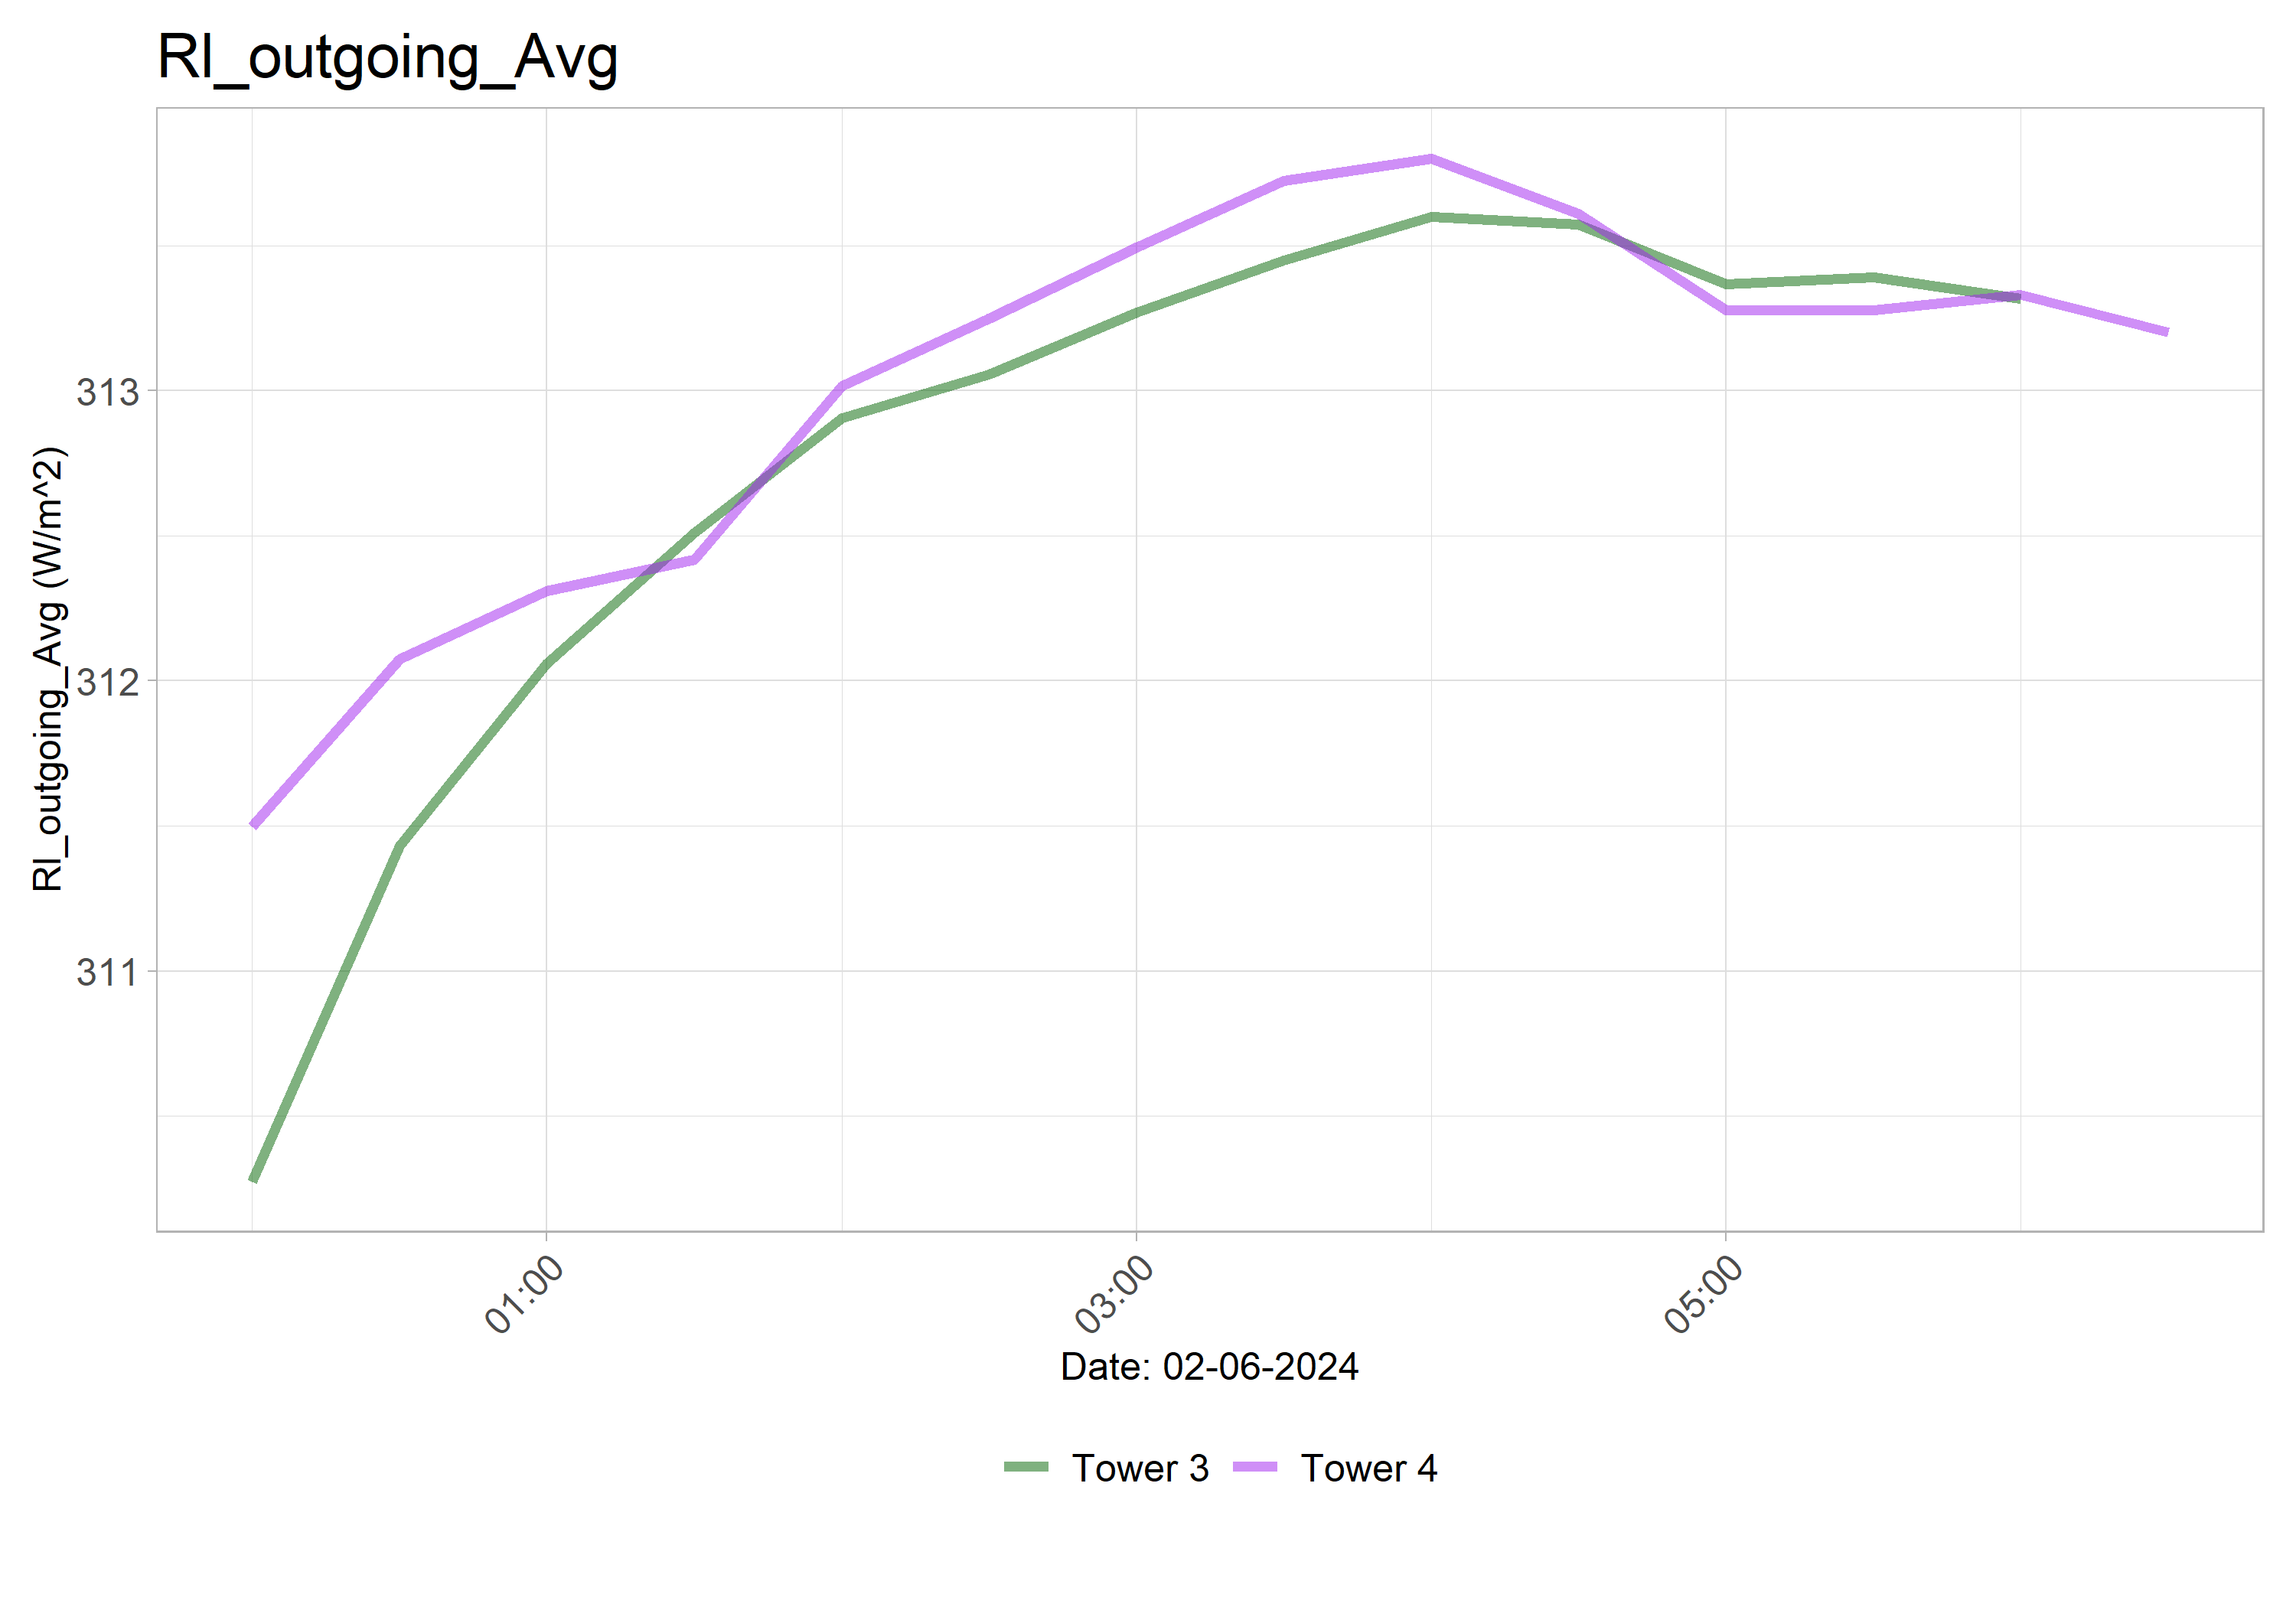 Rl_outgoing_Avg
Rl_outgoing_Avg (W/m^2)
313
312
311
01:00
03:00
05:00
Date: 02-06-2024
Tower 3
Tower 4